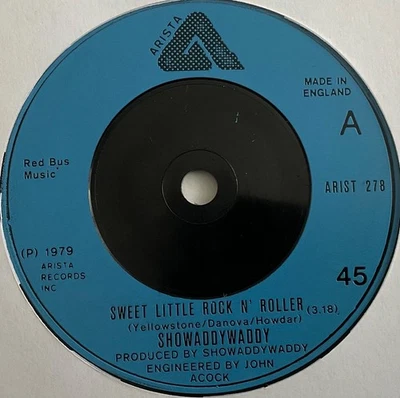 ARISTA
MADE IN
ENGLAND
A
Red Bus
Music
ARIST 278
(P) 1979
ARISTA
RECORDS
INC
45
SWEET LITTLE ROCK N' ROLLER (3.18)
(Yellowstone/Danova/Howdar)
SHOWADDYWADDY
PRODUCED BY SHOWADDYWADDY
ENGINEERED BY JOHN
ACOCK